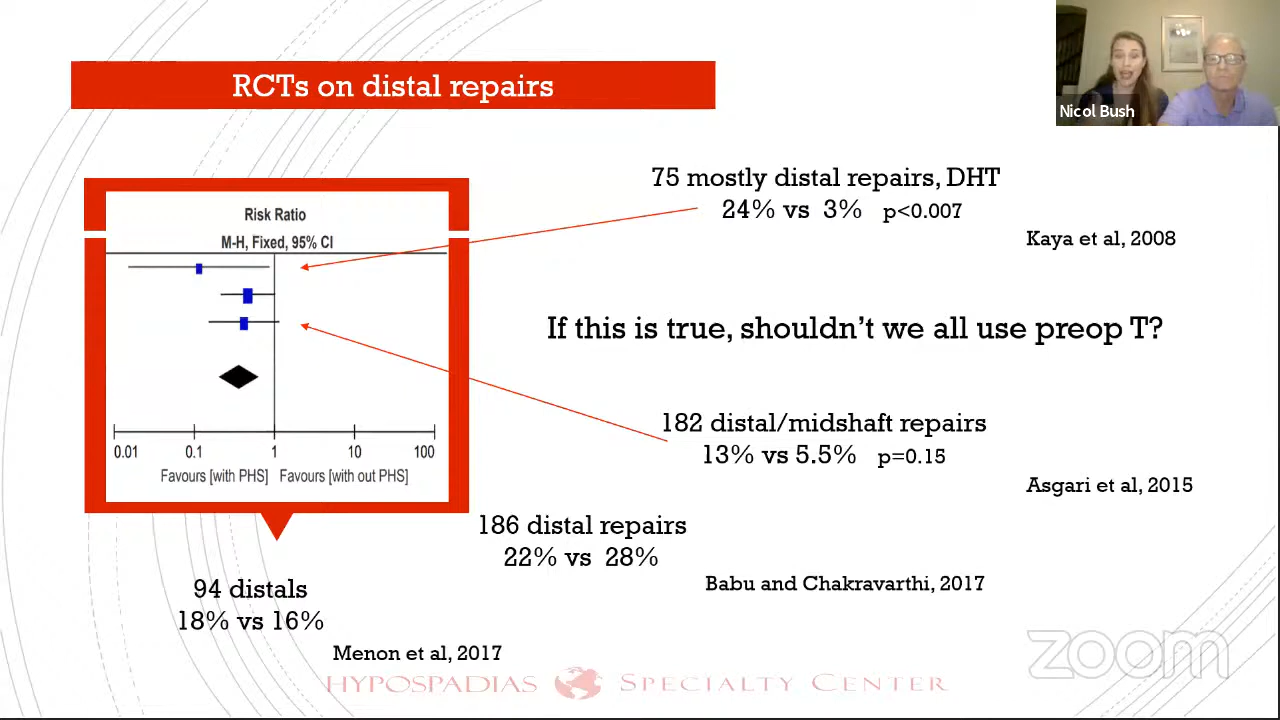 RCTs on distal repairs
Nicol Bush
Risk Ratio
M-H, Fixed, 95% CI
0.01 0.1 1 10 100
Favours [with PHS] Favours [with out PHS]
75 mostly distal repairs, DHT
24% vs 3% p<0.007
Kaya et al, 2008
If this is true, shouldn't we all use preop T?
182 distal/midshaft repairs
13% vs 5.5% p=0.15
Asgari et al, 2015
186 distal repairs
22% vs 28%
Babu and Chakravarthi, 2017
94 distals
18% vs 16%
Menon et al, 2017
HYPOSPADIAS SPECIALTY CENTER
zoom